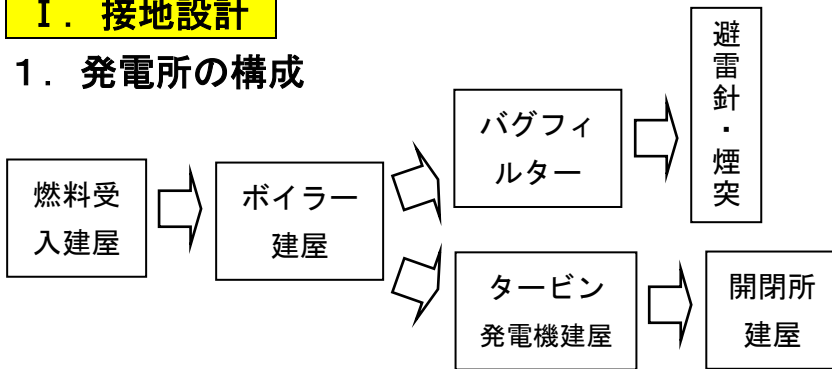 Ⅰ．接地設計
１．発電所の構成
燃料受
入建屋
ボイラー
建屋
バグフィ
ルター
避雷針・煙突
タービン
発電機建屋
開閉所
建屋